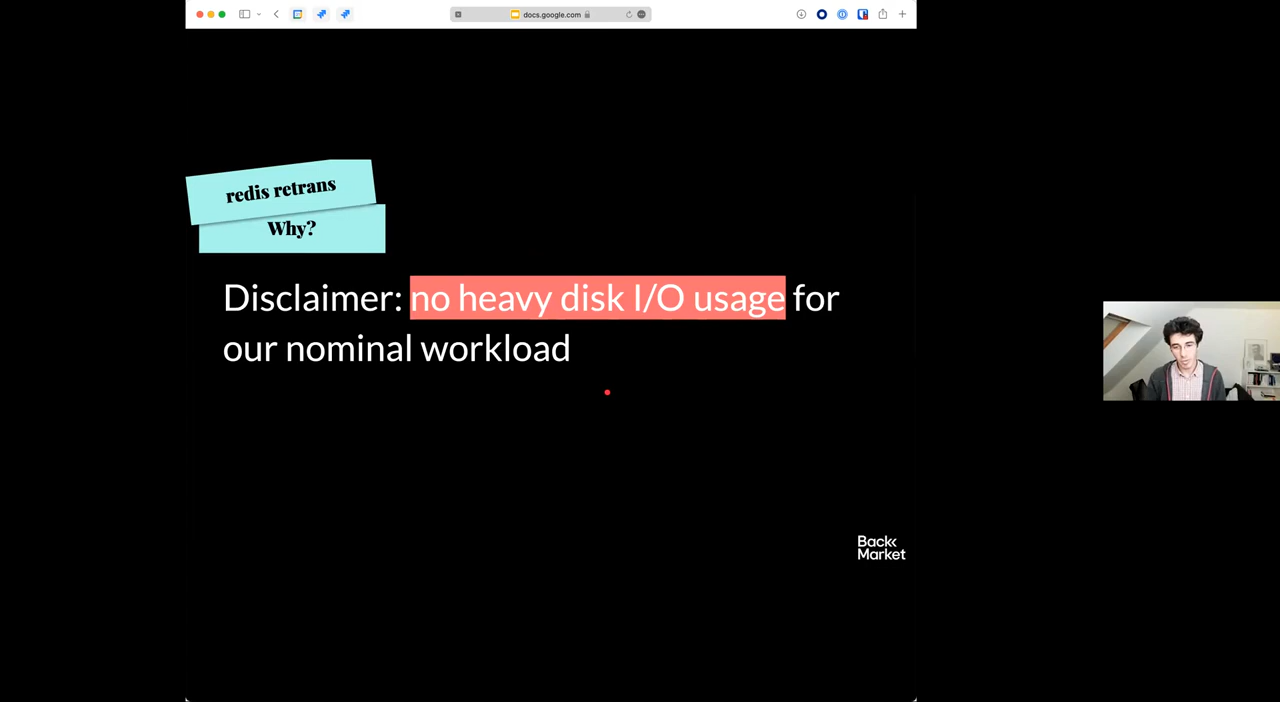 docs.google.com
redis retrans
Why?
Disclaimer: no heavy disk I/O usage for
our nominal workload
Back
Market